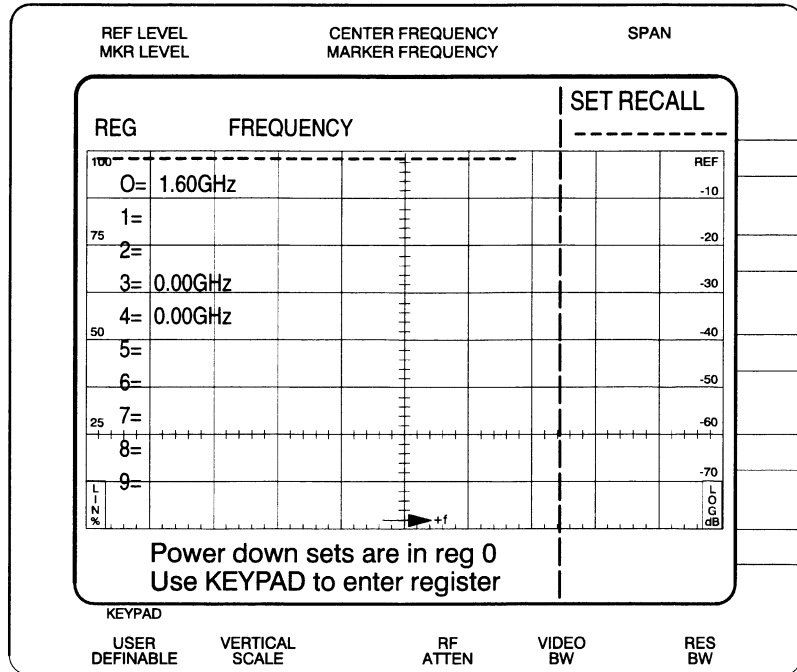 REF LEVEL CENTER FREQUENCY SPAN
MKR LEVEL MARKER FREQUENCY
SET RECALL
REG FREQUENCY
100 REF
0= 1.60GHz
-10
1=
75 -20
2=
3= 0.00GHz -30
4= 0.00GHz
50 -40
5=
6= -50
7=
25 -60
8=
-70
9=
LIN% LOG dB
+f
Power down sets are in reg 0
Use KEYPAD to enter register
KEYPAD
USER VERTICAL RF VIDEO RES
DEFINABLE SCALE ATTEN BW BW